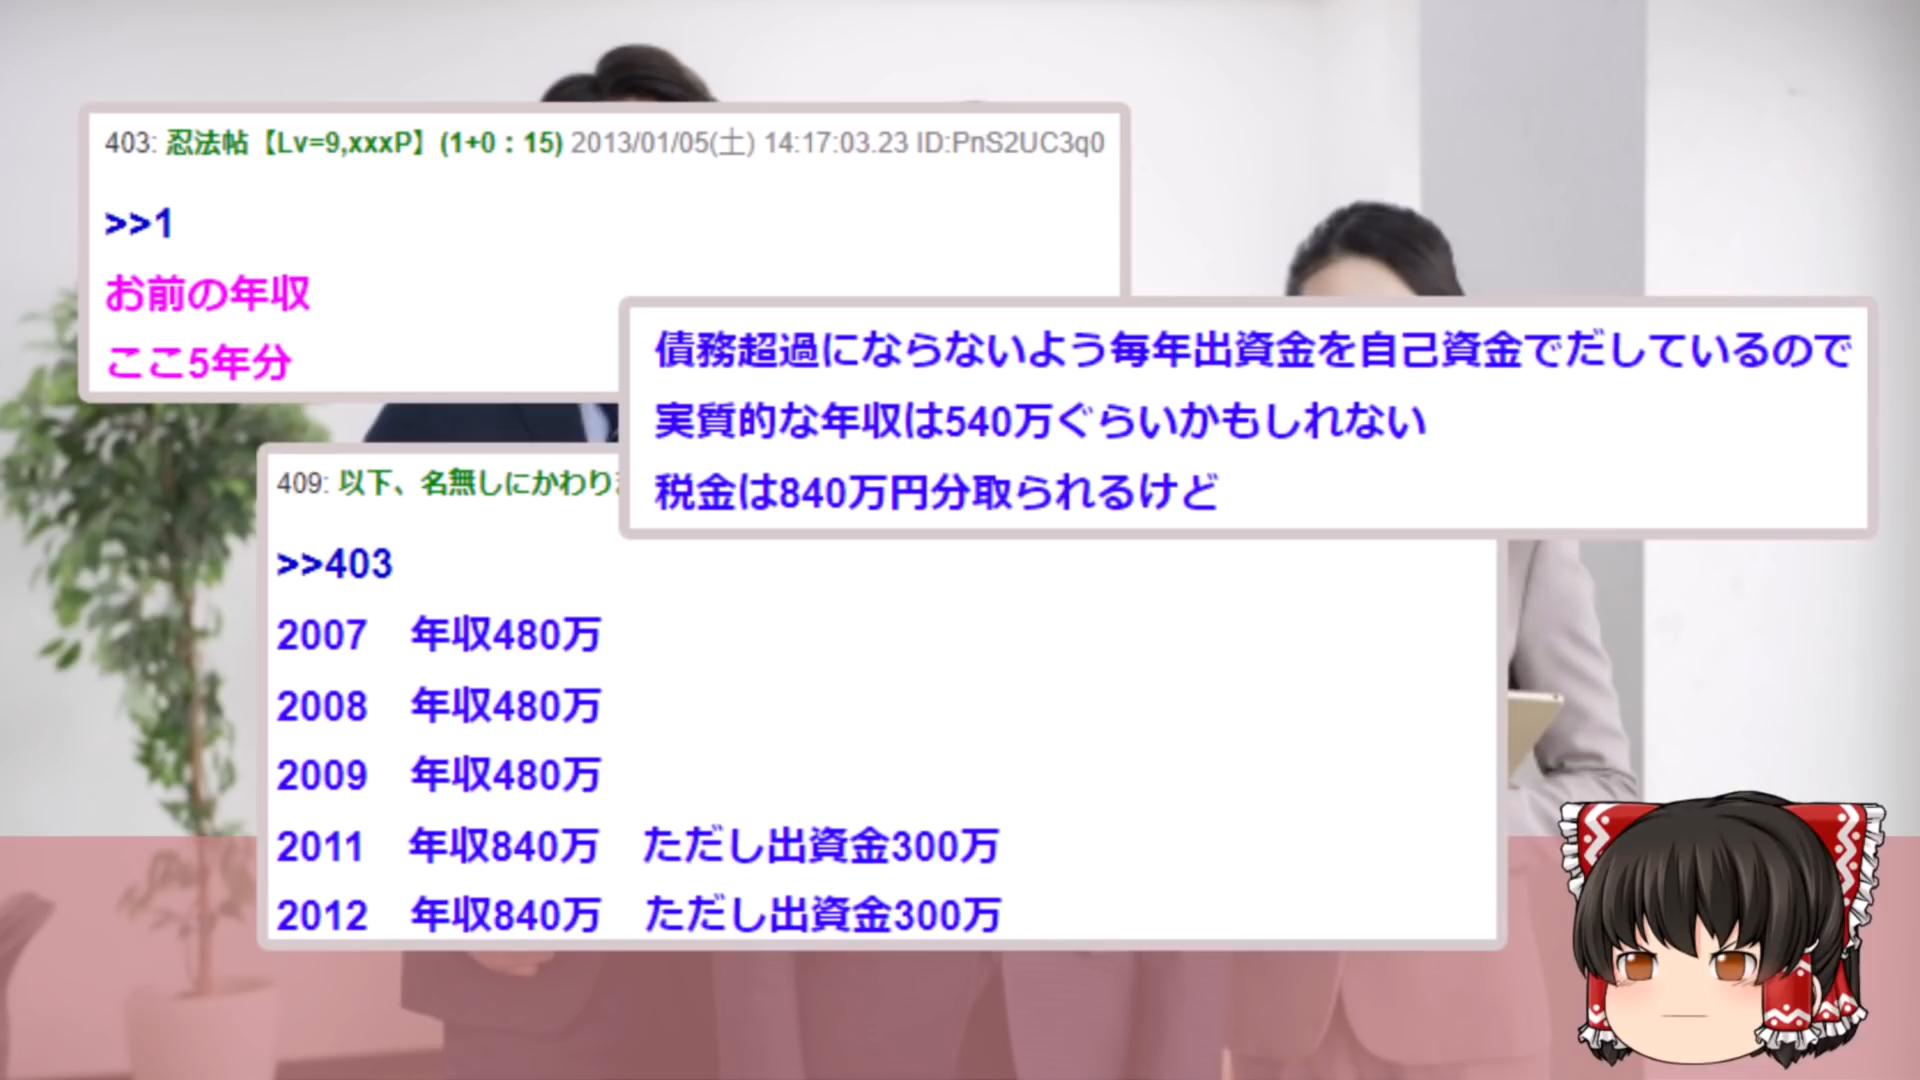 403: 忍法帖【Lv=9,xxxP】(1+0:15) 2013/01/05(土) 14:17:03.23 ID:PnS2UC3q0
>>1
お前の年収
ここ5年分
債務超過にならないよう毎年出資金を自己資金でだしているので
実質的な年収は540万ぐらいかもしれない
税金は840万円分取られるけど
409: 以下、名無しにかわり
>>403
2007　年収480万
2008　年収480万
2009　年収480万
2011　年収840万　ただし出資金300万
2012　年収840万　ただし出資金300万